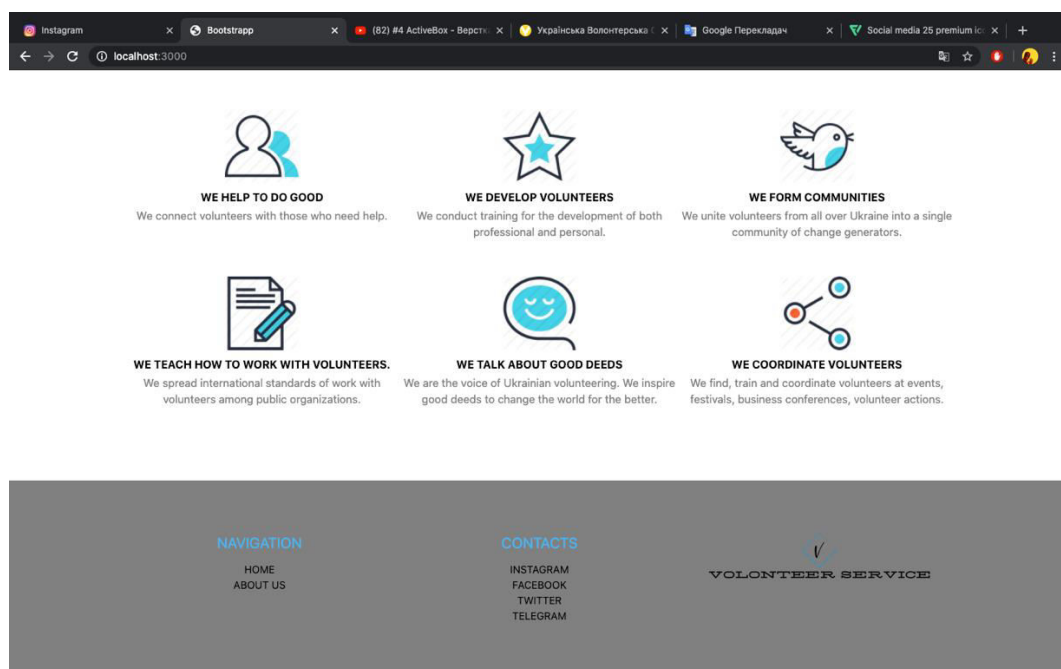 Instagram
Bootstrapp
(82) #4 ActiveBox - Верстк
Українська Волонтерська С
Google Перекладач
Social media 25 premium ico
localhost:3000
WE HELP TO DO GOOD
We connect volunteers with those who need help.
WE DEVELOP VOLUNTEERS
We conduct training for the development of both
professional and personal.
WE FORM COMMUNITIES
We unite volunteers from all over Ukraine into a single
community of change generators.
WE TEACH HOW TO WORK WITH VOLUNTEERS.
We spread international standards of work with
volunteers among public organizations.
WE TALK ABOUT GOOD DEEDS
We are the voice of Ukrainian volunteering. We inspire
good deeds to change the world for the better.
WE COORDINATE VOLUNTEERS
We find, train and coordinate volunteers at events,
festivals, business conferences, volunteer actions.
NAVIGATION
HOME
ABOUT US
CONTACTS
INSTAGRAM
FACEBOOK
TWITTER
TELEGRAM
V
VOLONTEER SERVICE